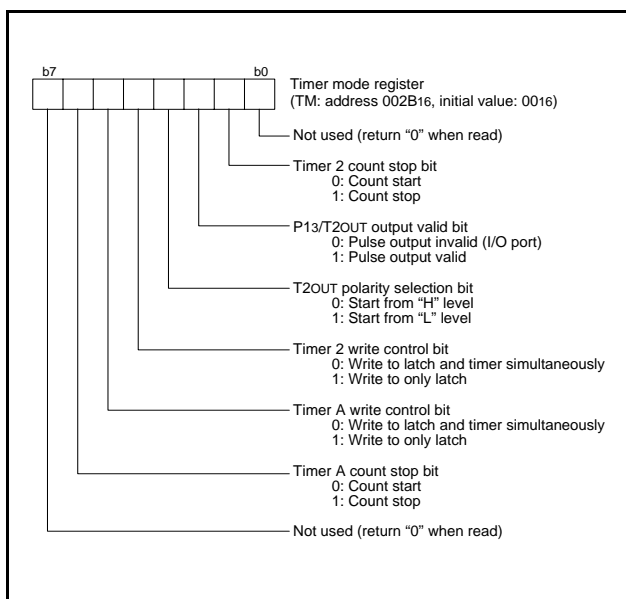 b7 b0
Timer mode register
(TM: address 002B16, initial value: 0016)
Not used (return “0” when read)
Timer 2 count stop bit
0: Count start
1: Count stop
P13/T2OUT output valid bit
0: Pulse output invalid (I/O port)
1: Pulse output valid
T2OUT polarity selection bit
0: Start from “H” level
1: Start from “L” level
Timer 2 write control bit
0: Write to latch and timer simultaneously
1: Write to only latch
Timer A write control bit
0: Write to latch and timer simultaneously
1: Write to only latch
Timer A count stop bit
0: Count start
1: Count stop
Not used (return “0” when read)